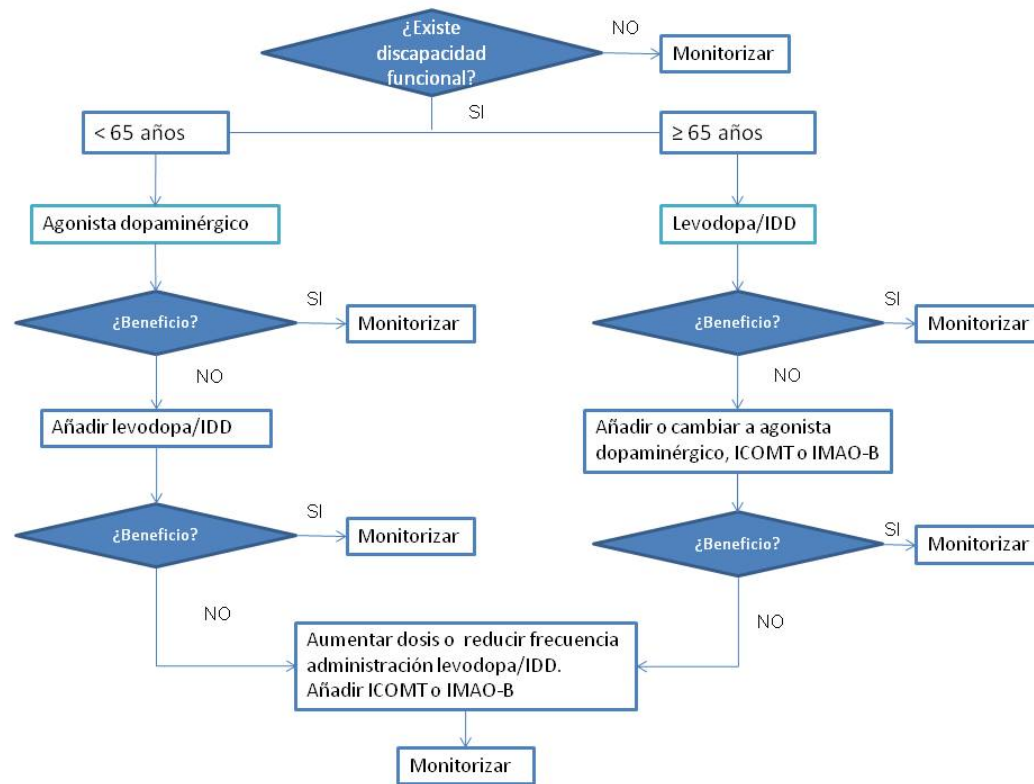 ¿Existe
discapacidad
funcional?
NO
Monitorizar
SI
< 65 años
≥ 65 años
Agonista dopaminérgico
Levodopa/IDD
¿Beneficio?
SI
Monitorizar
¿Beneficio?
SI
Monitorizar
NO
NO
Añadir levodopa/IDD
Añadir o cambiar a agonista
dopaminérgico, ICOMT o IMAO-B
¿Beneficio?
SI
Monitorizar
¿Beneficio?
SI
Monitorizar
NO
NO
Aumentar dosis o reducir frecuencia
administración levodopa/IDD.
Añadir ICOMT o IMAO-B
Monitorizar